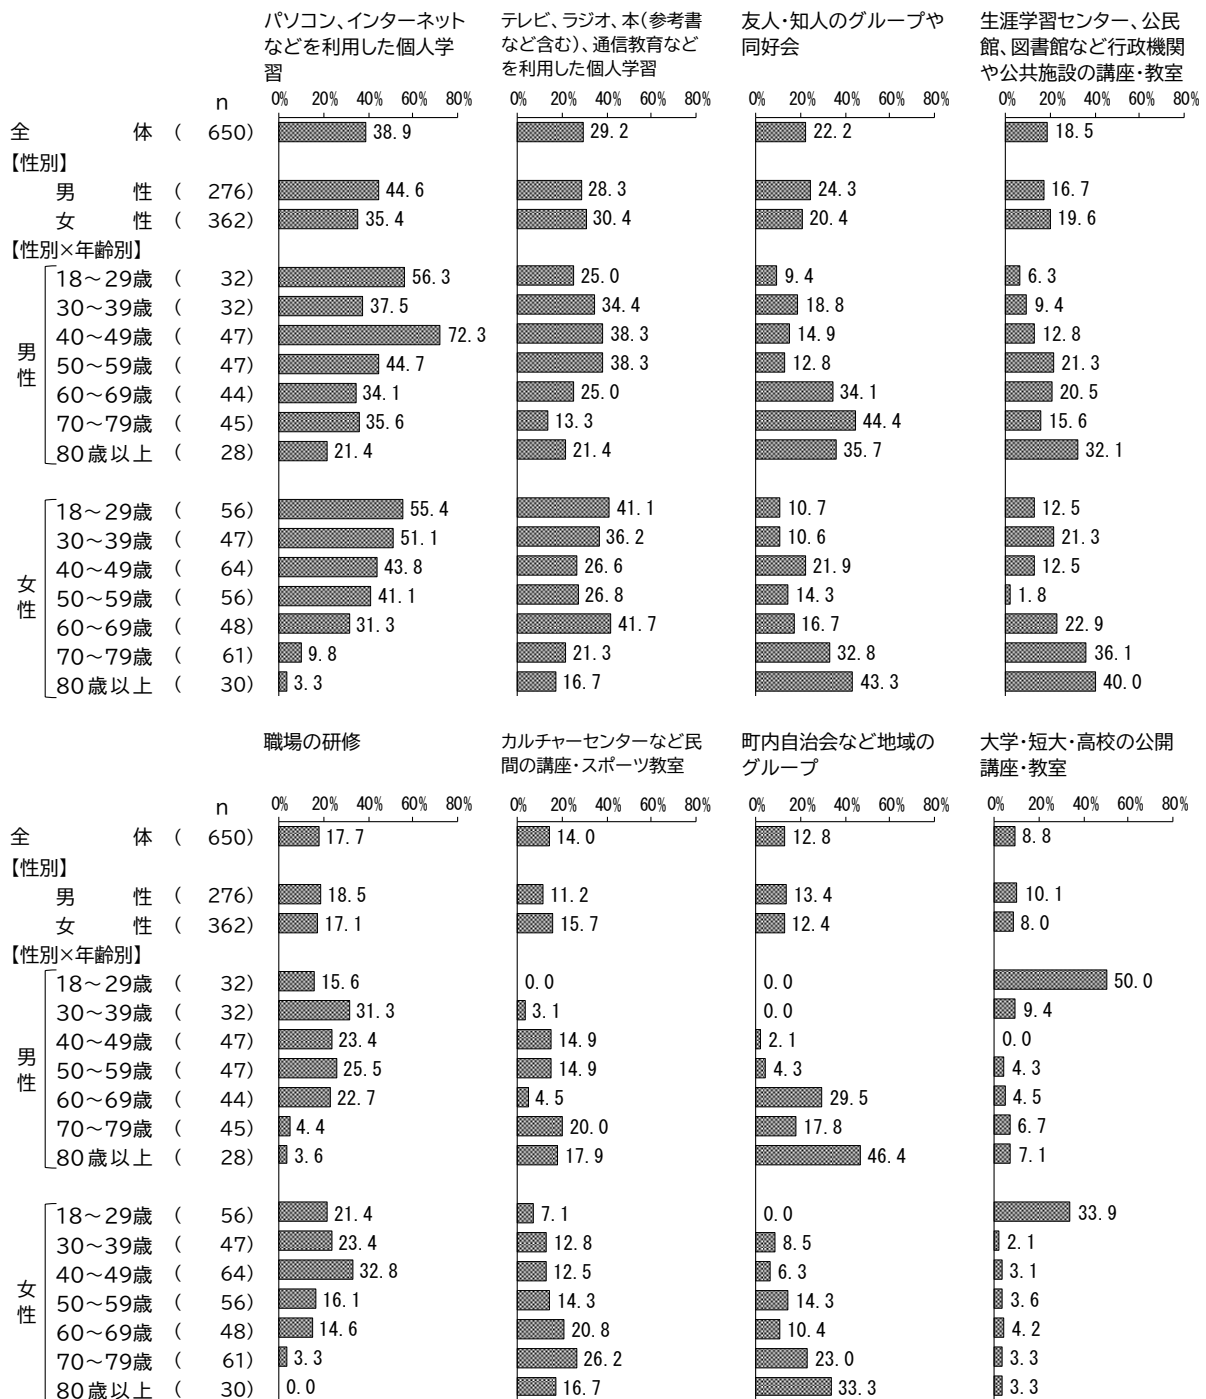 パソコン、インターネット
などを利用した個人学
習
テレビ、ラジオ、本(参考書
など含む)、通信教育など
を利用した個人学習
友人・知人のグループや
同好会
生涯学習センター、公民
館、図書館など行政機関
や公共施設の講座・教室
n 0% 20% 40% 60% 80% 0% 20% 40% 60% 80% 0% 20% 40% 60% 80% 0% 20% 40% 60% 80%
全体 ( 650) 38.9 29.2 22.2 18.5
【性別】
男性 ( 276) 44.6 28.3 24.3 16.7
女性 ( 362) 35.4 30.4 20.4 19.6
【性別×年齢別】
男性
18~29歳 ( 32) 56.3 25.0 9.4 6.3
30~39歳 ( 32) 37.5 34.4 18.8 9.4
40~49歳 ( 47) 72.3 38.3 14.9 12.8
50~59歳 ( 47) 44.7 38.3 12.8 21.3
60~69歳 ( 44) 34.1 25.0 34.1 20.5
70~79歳 ( 45) 35.6 13.3 44.4 15.6
80歳以上 ( 28) 21.4 21.4 35.7 32.1
女性
18~29歳 ( 56) 55.4 41.1 10.7 12.5
30~39歳 ( 47) 51.1 36.2 10.6 21.3
40~49歳 ( 64) 43.8 26.6 21.9 12.5
50~59歳 ( 56) 41.1 26.8 14.3 1.8
60~69歳 ( 48) 31.3 41.7 16.7 22.9
70~79歳 ( 61) 9.8 21.3 32.8 36.1
80歳以上 ( 30) 3.3 16.7 43.3 40.0
職場の研修
カルチャーセンターなど民
間の講座・スポーツ教室
町内自治会など地域の
グループ
大学・短大・高校の公開
講座・教室
n 0% 20% 40% 60% 80% 0% 20% 40% 60% 80% 0% 20% 40% 60% 80% 0% 20% 40% 60% 80%
全体 ( 650) 17.7 14.0 12.8 8.8
【性別】
男性 ( 276) 18.5 11.2 13.4 10.1
女性 ( 362) 17.1 15.7 12.4 8.0
【性別×年齢別】
男性
18~29歳 ( 32) 15.6 0.0 0.0 50.0
30~39歳 ( 32) 31.3 3.1 0.0 9.4
40~49歳 ( 47) 23.4 14.9 2.1 0.0
50~59歳 ( 47) 25.5 14.9 4.3 4.3
60~69歳 ( 44) 22.7 4.5 29.5 4.5
70~79歳 ( 45) 4.4 20.0 17.8 6.7
80歳以上 ( 28) 3.6 17.9 46.4 7.1
女性
18~29歳 ( 56) 21.4 7.1 0.0 33.9
30~39歳 ( 47) 23.4 12.8 8.5 2.1
40~49歳 ( 64) 32.8 12.5 6.3 3.1
50~59歳 ( 56) 16.1 14.3 14.3 3.6
60~69歳 ( 48) 14.6 20.8 10.4 4.2
70~79歳 ( 61) 3.3 26.2 23.0 3.3
80歳以上 ( 30) 0.0 16.7 33.3 3.3